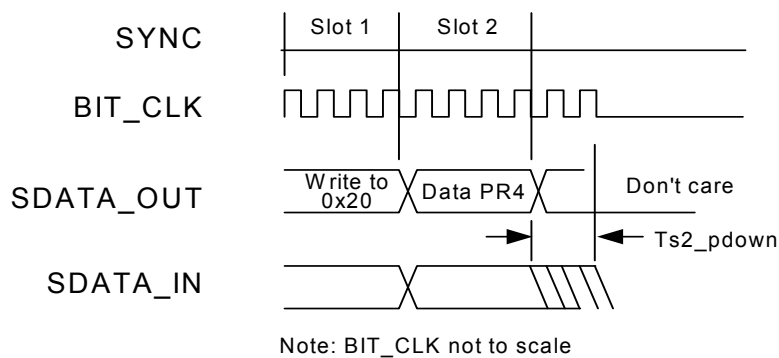 SYNC
Slot 1
Slot 2
BIT_CLK
SDATA_OUT
Write to
0x20
Data PR4
Don't care
Ts2_pdown
SDATA_IN
Note: BIT_CLK not to scale